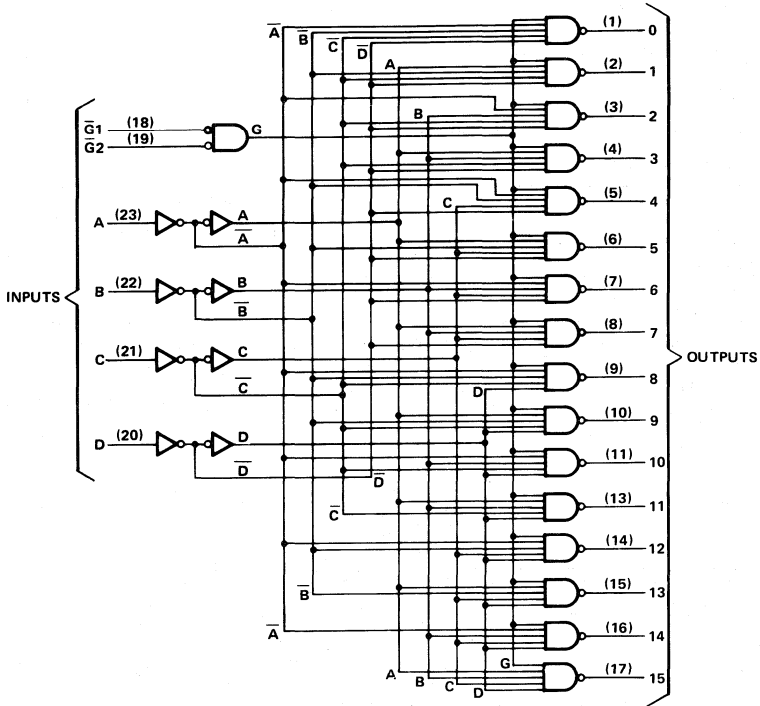 A̅ (1) 0
B̅
C̅
D̅
A (2) 1
B (3) 2
G̅1 (18) G
G̅2 (19)
(4) 3
C (5) 4
A (23) A
A̅
(6) 5
B (22) B (7) 6
INPUTS
B̅
(8) 7
C (21) C
OUTPUTS
C̅
D (9) 8
(10) 9
D (20) D
(11) 10
D̅ D̅
C̅ (13) 11
(14) 12
B̅ (15) 13
A̅ (16) 14
G (17) 15
A B C D